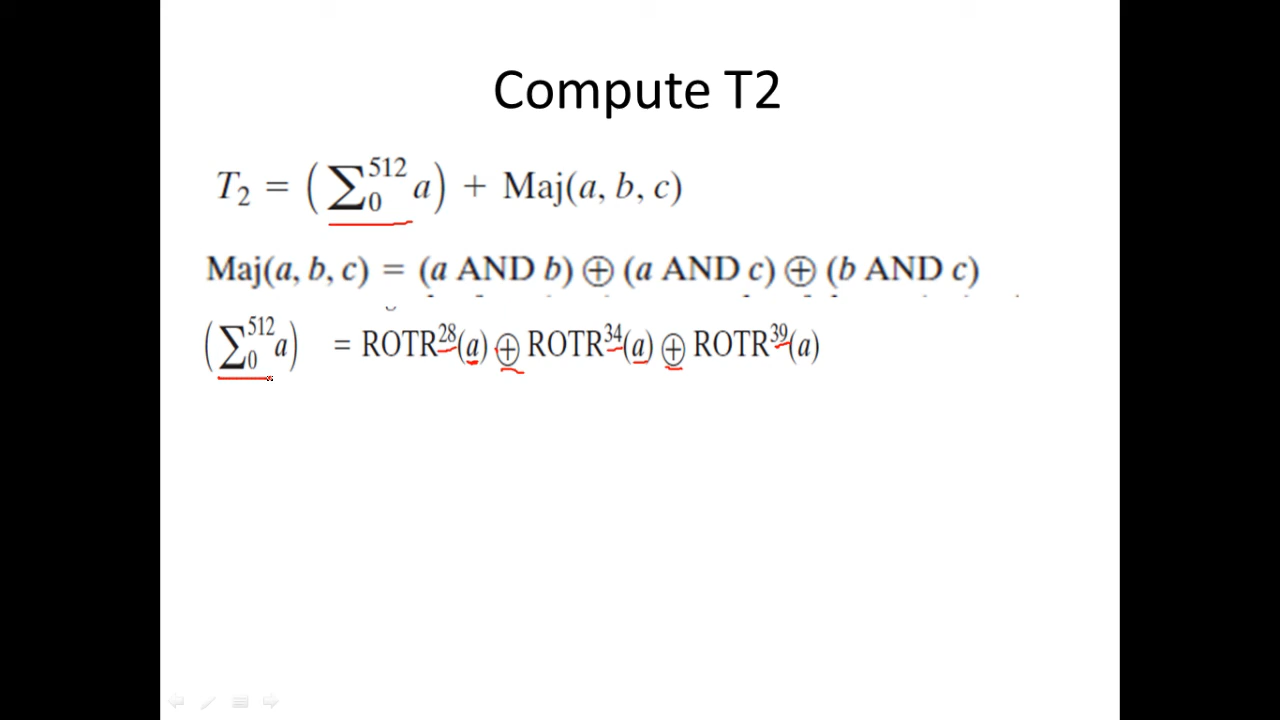 Compute T2
T₂ = (∑₀⁵¹² a) + Maj(a, b, c)
Maj(a, b, c) = (a AND b) ⊕ (a AND c) ⊕ (b AND c)
(∑₀⁵¹² a) = ROTR²⁸(a) ⊕ ROTR³⁴(a) ⊕ ROTR³⁹(a)